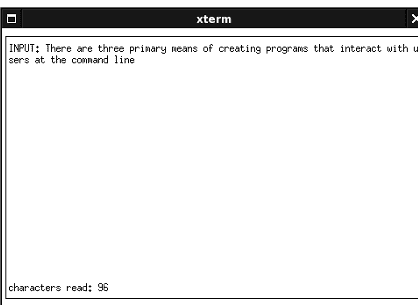 xterm
INPUT: There are three primary means of creating programs that interact with u
sers at the command line
characters read: 96